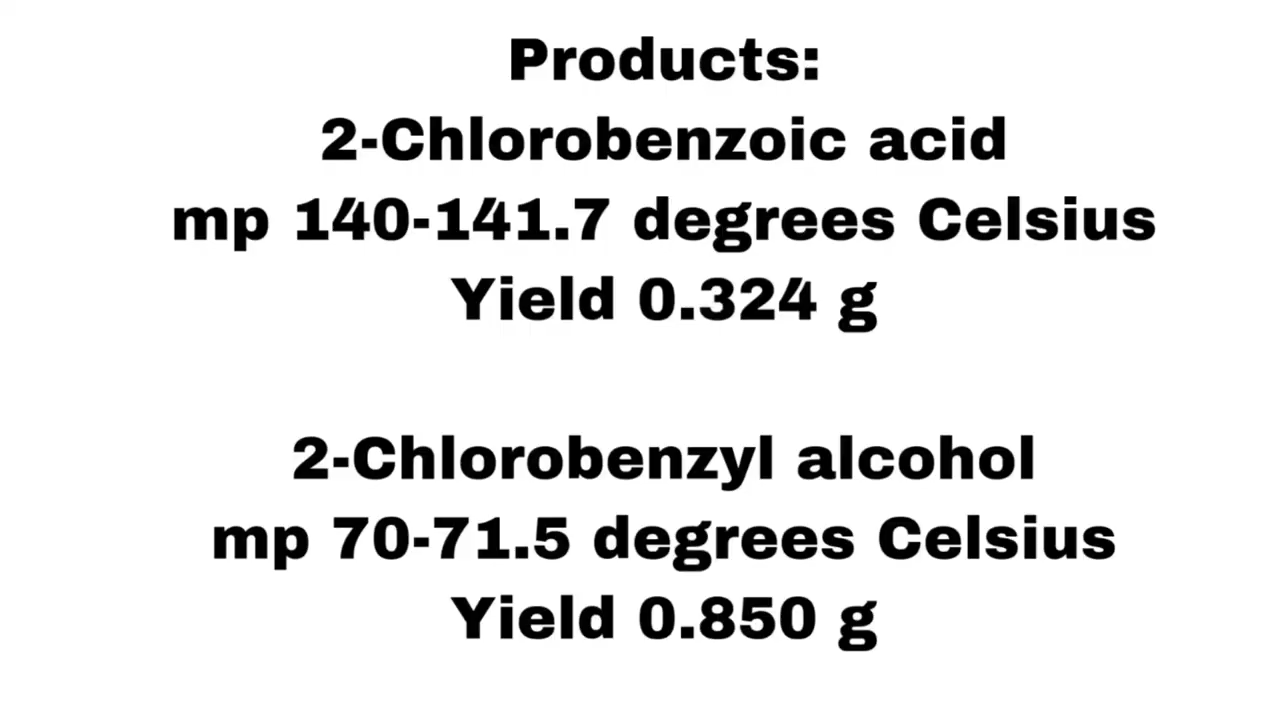 Products:
2-Chlorobenzoic acid
mp 140-141.7 degrees Celsius
Yield 0.324 g
2-Chlorobenzyl alcohol
mp 70-71.5 degrees Celsius
Yield 0.850 g